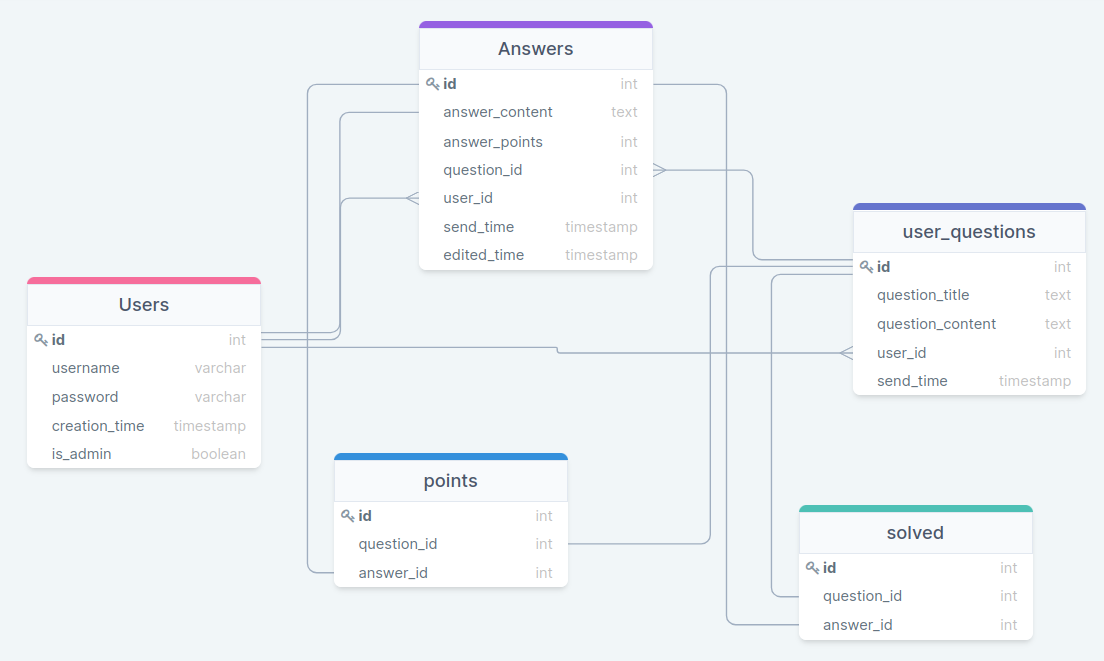 Answers
id int
answer_content text
answer_points int
question_id int
user_id int
send_time timestamp
edited_time timestamp
user_questions
id int
question_title text
question_content text
user_id int
send_time timestamp
Users
id int
username varchar
password varchar
creation_time timestamp
is_admin boolean
points
id int
question_id int
answer_id int
solved
id int
question_id int
answer_id int